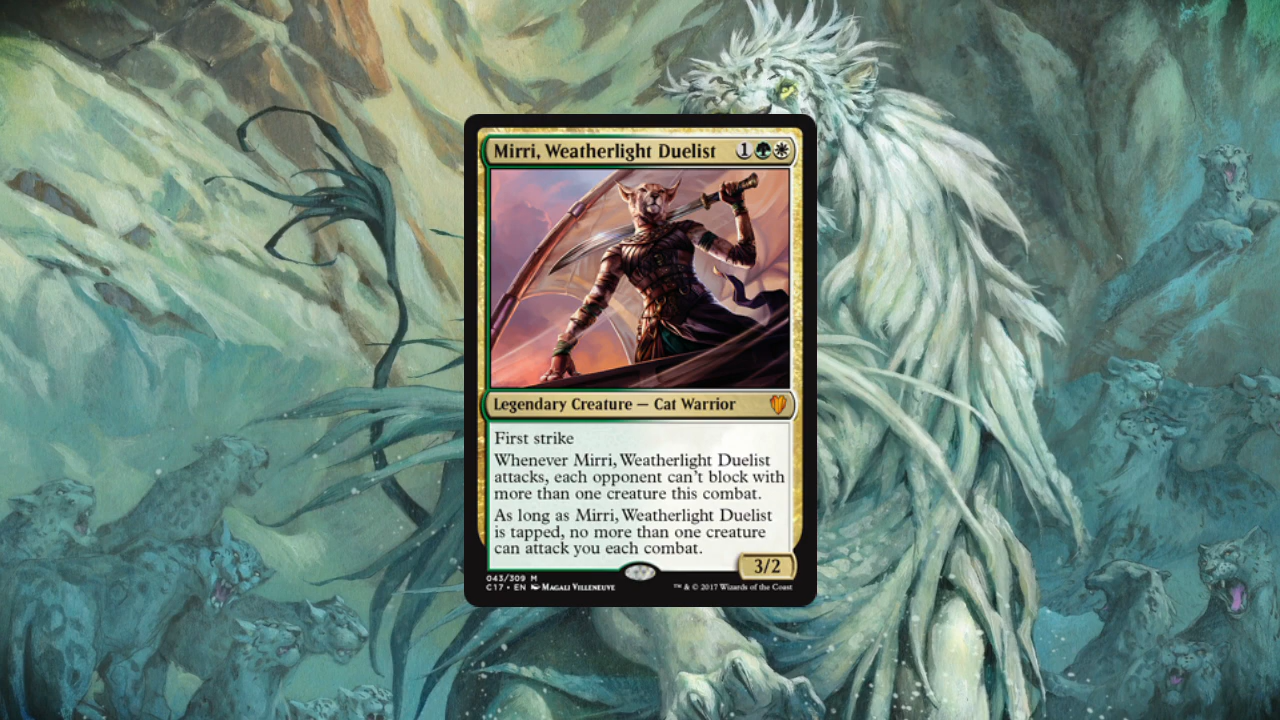 Mirri, Weatherlight Duelist 1
Legendary Creature — Cat Warrior
First strike
Whenever Mirri, Weatherlight Duelist
attacks, each opponent can't block with
more than one creature this combat.
As long as Mirri, Weatherlight Duelist
is tapped, no more than one creature
can attack you each combat.
3/2
043/309 M
C17 • EN Magali Villeneuve
™ & © 2017 Wizards of the Coast